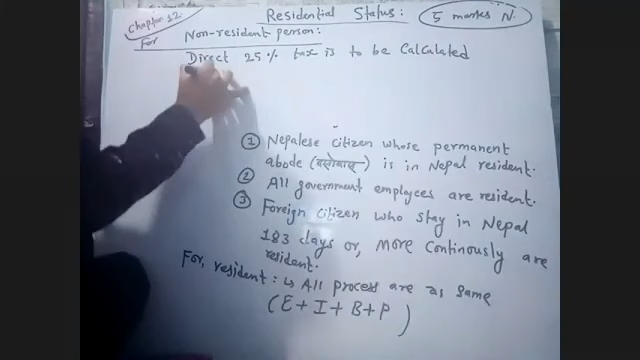 Chapter 12
Residential Status:
5 marks N.
For Non-resident person:
Direct 25% tax is to be Calculated
① Nepalese citizen whose permanent
abode (बसोबास) is in Nepal resident.
② All government employees are resident.
③ Foreign citizen who stay in Nepal
183 days or, more Continously are
resident.
For, resident: ↳ All process are as same
(E+I+B+P)